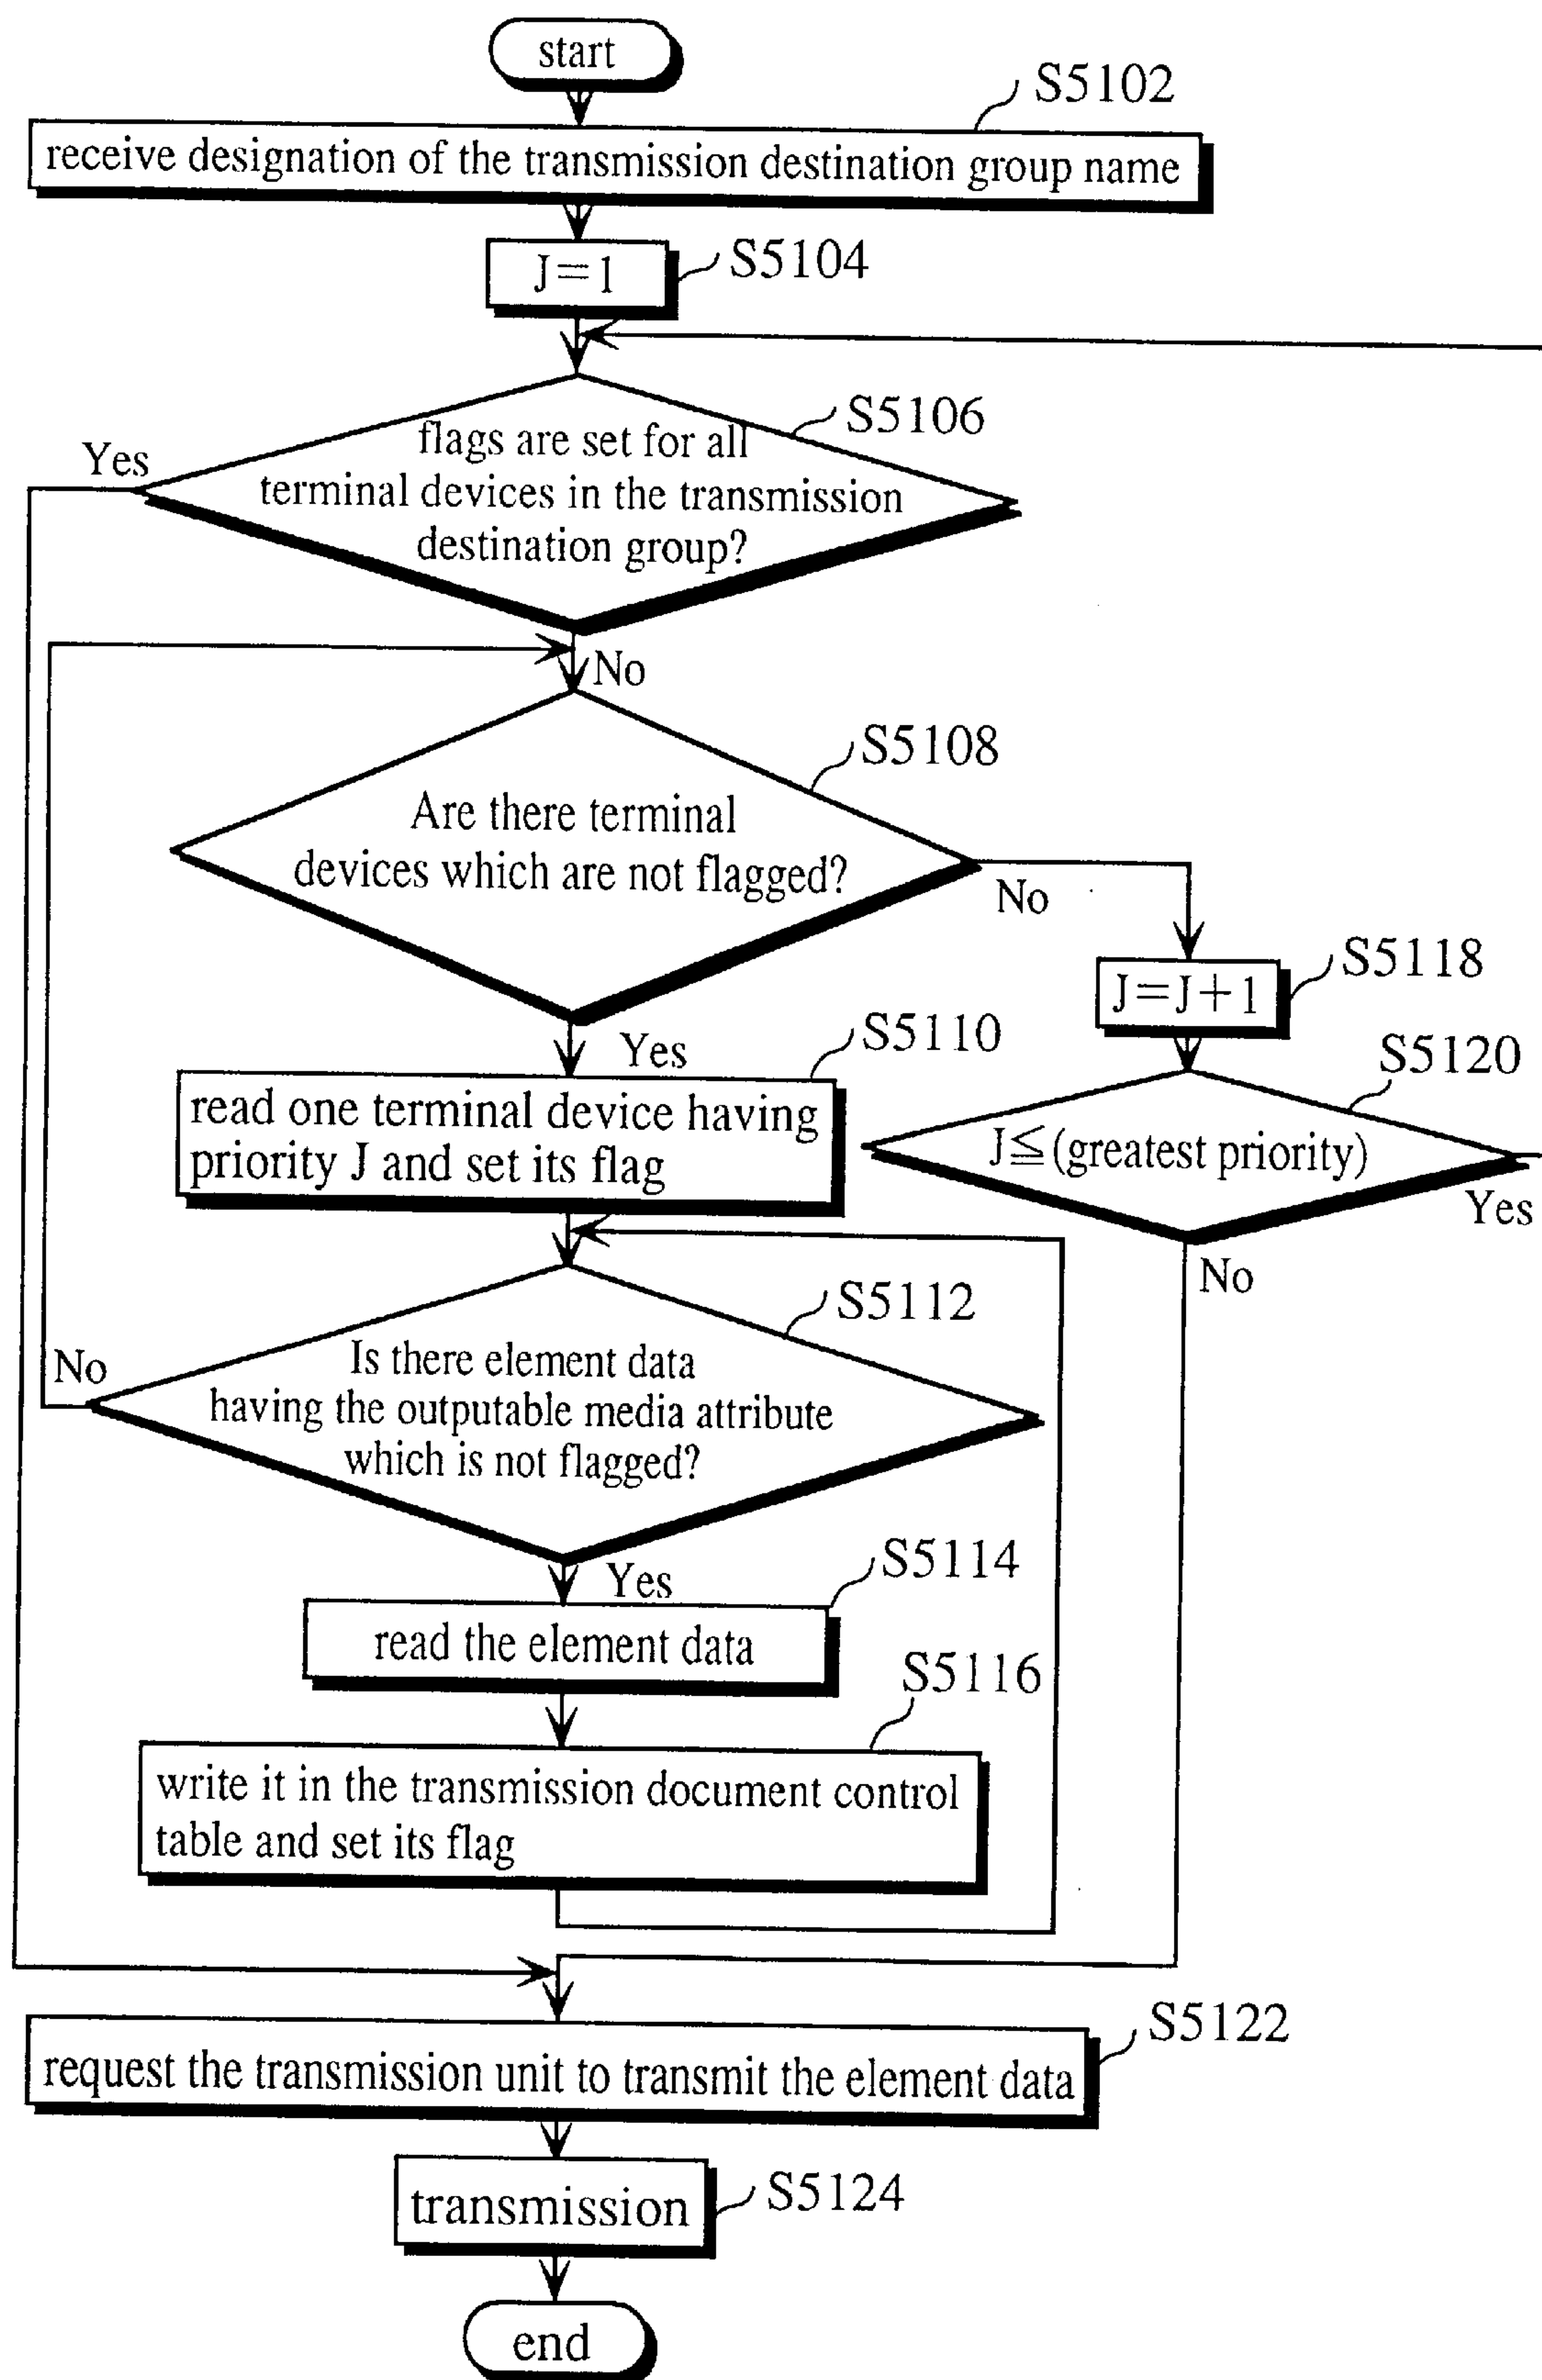 start
S5102
receive designation of the transmission destination group name
J=1
S5104
S5106
Yes
flags are set for all
terminal devices in the transmission
destination group?
No
S5108
Are there terminal
devices which are not flagged?
No
S5118
J=J+1
Yes
S5110
S5120
read one terminal device having
priority J and set its flag
J≦(greatest priority)
Yes
No
S5112
No
Is there element data
having the outputable media attribute
which is not flagged?
Yes
S5114
read the element data
S5116
write it in the transmission document control
table and set its flag
S5122
request the transmission unit to transmit the element data
transmission
S5124
end